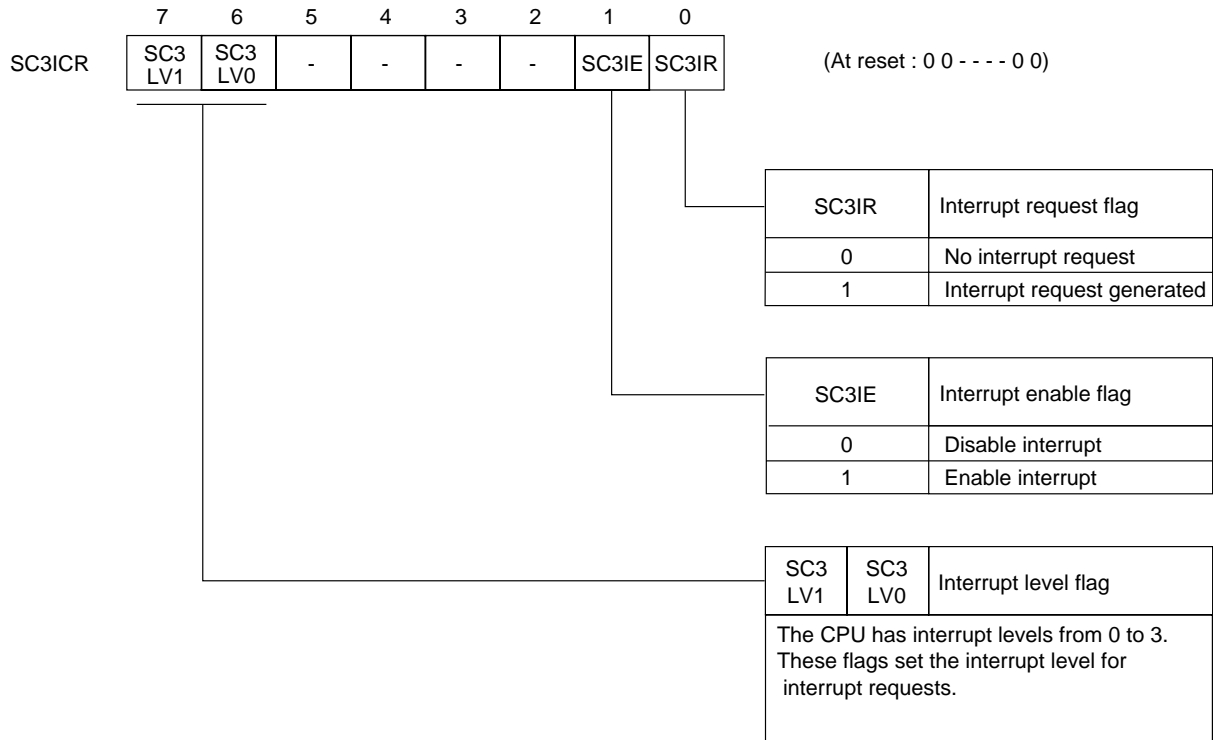 7 6 5 4 3 2 1 0
SC3ICR
SC3 LV1
SC3 LV0
-
-
-
-
SC3IE
SC3IR
(At reset : 0 0 - - - - 0 0)
SC3IR Interrupt request flag
0 No interrupt request
1 Interrupt request generated
SC3IE Interrupt enable flag
0 Disable interrupt
1 Enable interrupt
SC3 LV1
SC3 LV0
Interrupt level flag
The CPU has interrupt levels from 0 to 3.
These flags set the interrupt level for
interrupt requests.